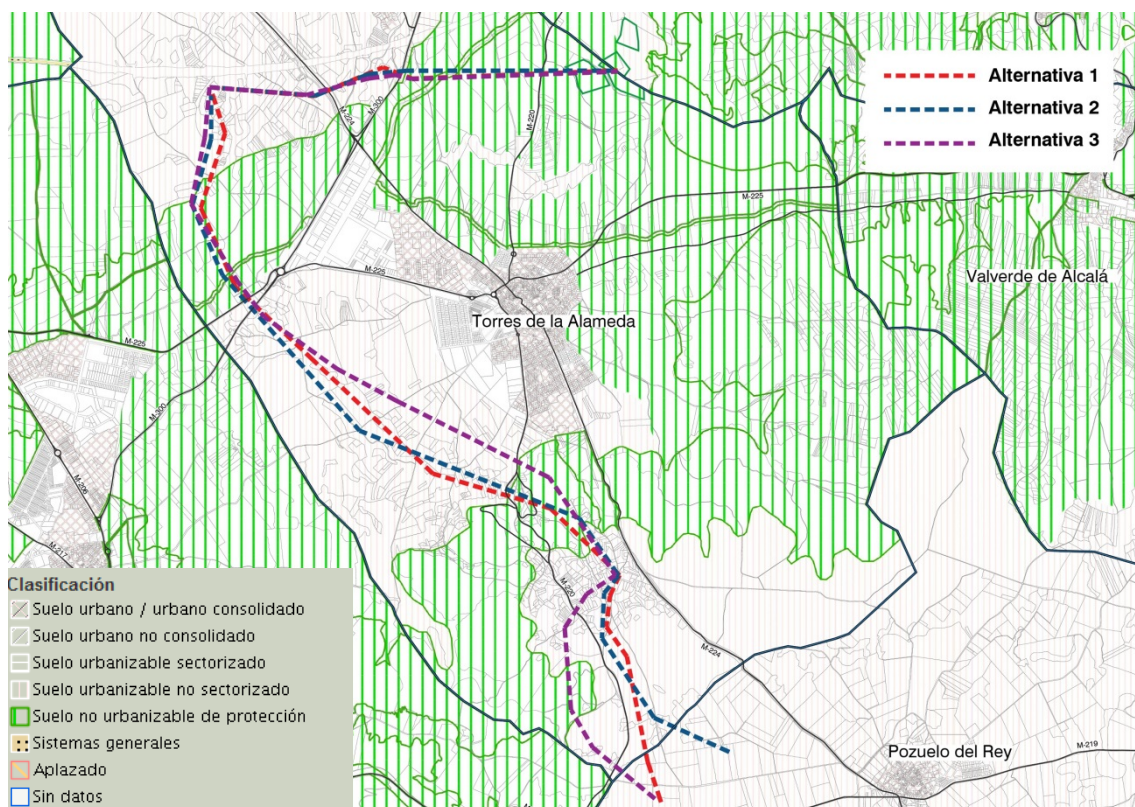 Alternativa 1
Alternativa 2
Alternativa 3
M-224
M-300
M-220
M-225
Valverde de Alcalá
M-225
Torres de la Alameda
M-225
M-300
M-206
M-217
M-220
M-224
Pozuelo del Rey
M-219
Clasificación
Suelo urbano / urbano consolidado
Suelo urbano no consolidado
Suelo urbanizable sectorizado
Suelo urbanizable no sectorizado
Suelo no urbanizable de protección
Sistemas generales
Aplazado
Sin datos